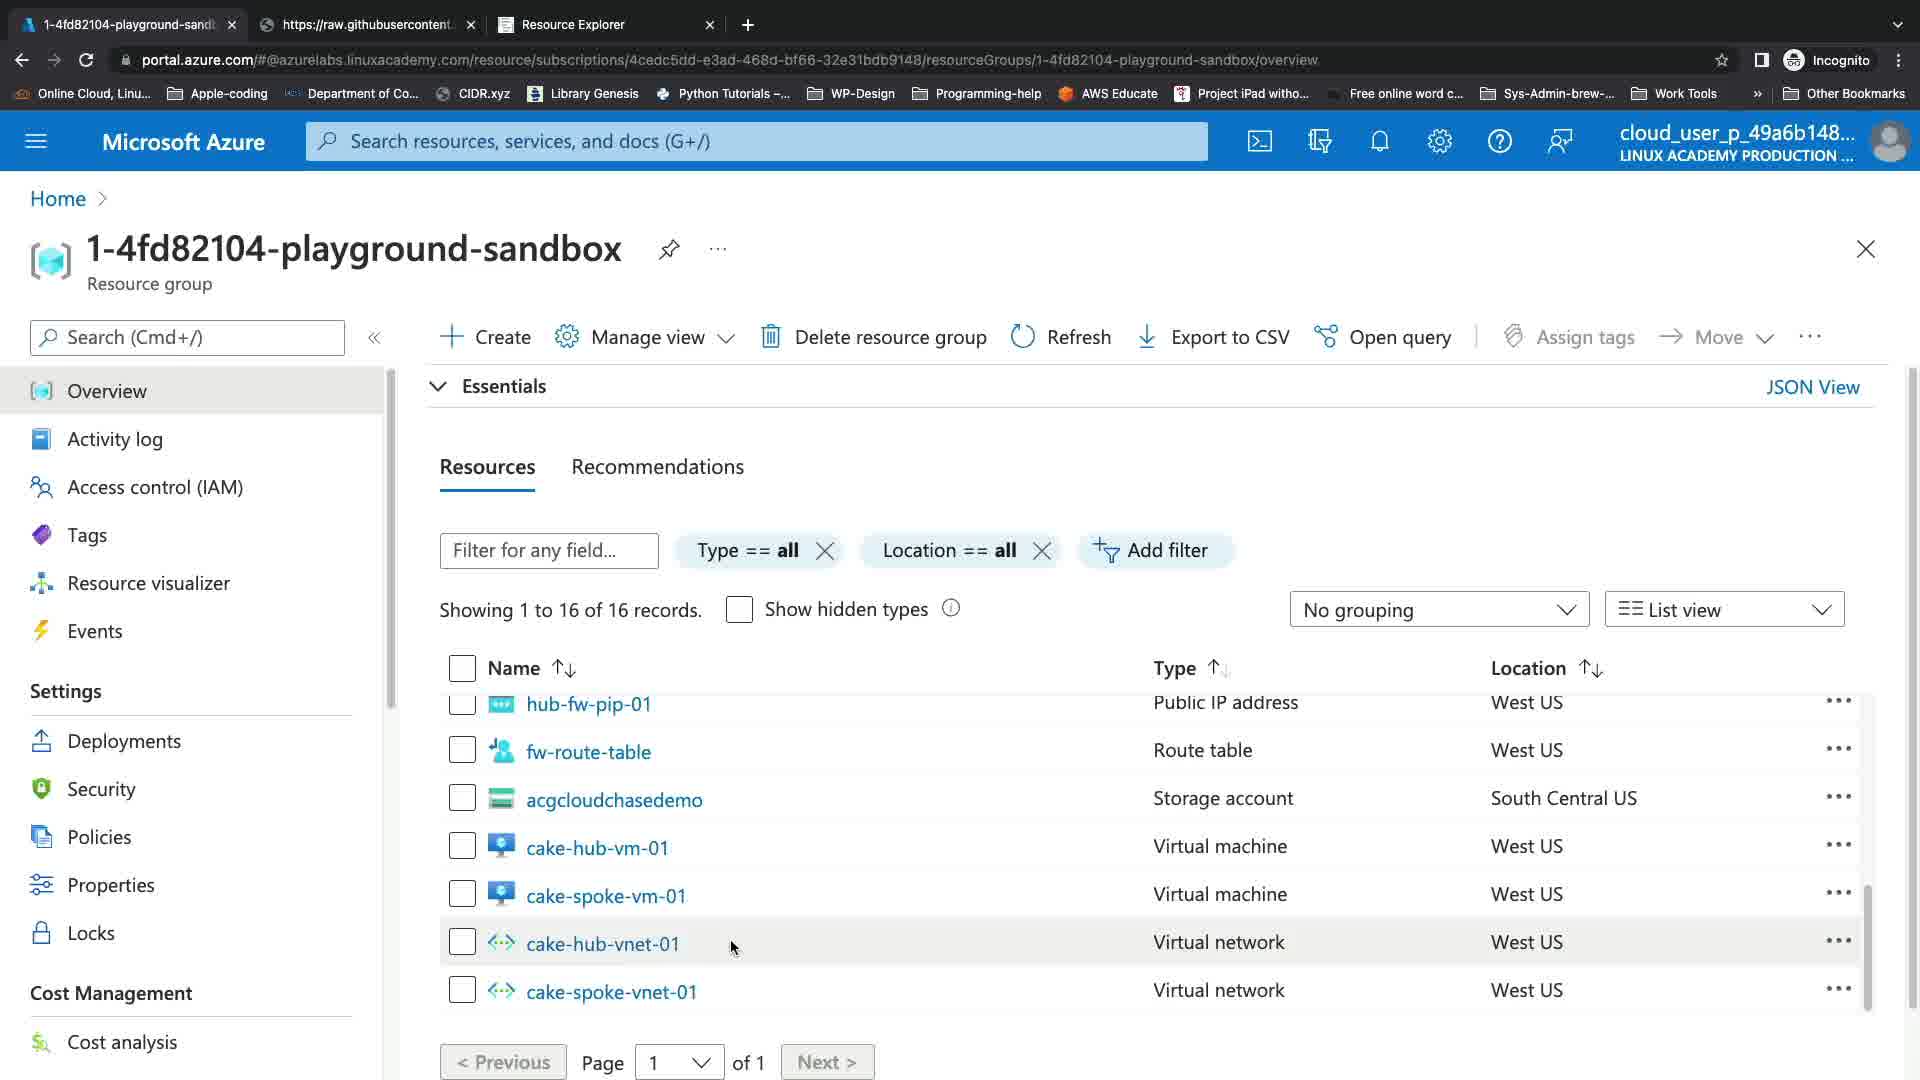 1-4fd82104-playground-sandb
https://raw.githubusercontent.
Resource Explorer
portal.azure.com/#@azurelabs.linuxacademy.com/resource/subscriptions/4cedc5dd-e3ad-468d-bf66-32e31bdb9148/resourceGroups/1-4fd82104-playground-sandbox/overview
Incognito
Online Cloud, Linu...
Apple-coding
Department of Co...
CIDR.xyz
Library Genesis
Python Tutorials –...
WP-Design
Programming-help
AWS Educate
Project iPad witho...
Free online word c...
Sys-Admin-brew-...
Work Tools
»
Other Bookmarks
Microsoft Azure
Search resources, services, and docs (G+/)
cloud_user_p_49a6b148...
LINUX ACADEMY PRODUCTION ...
Home >
1-4fd82104-playground-sandbox
...
Resource group
Search (Cmd+/)
«
Create
Manage view
Delete resource group
Refresh
Export to CSV
Open query
Assign tags
Move
...
Overview
Activity log
Access control (IAM)
Tags
Resource visualizer
Events
Settings
Deployments
Security
Policies
Properties
Locks
Cost Management
Cost analysis
Essentials
JSON View
Resources
Recommendations
Filter for any field...
Type == all
Location == all
Add filter
Showing 1 to 16 of 16 records.
Show hidden types
No grouping
List view
Name ↑↓ Type ↑↓ Location ↑↓
hub-fw-pip-01 Public IP address West US ...
fw-route-table Route table West US ...
acgcloudchasedemo Storage account South Central US ...
cake-hub-vm-01 Virtual machine West US ...
cake-spoke-vm-01 Virtual machine West US ...
cake-hub-vnet-01 Virtual network West US ...
cake-spoke-vnet-01 Virtual network West US ...
< Previous Page 1 of 1 Next >